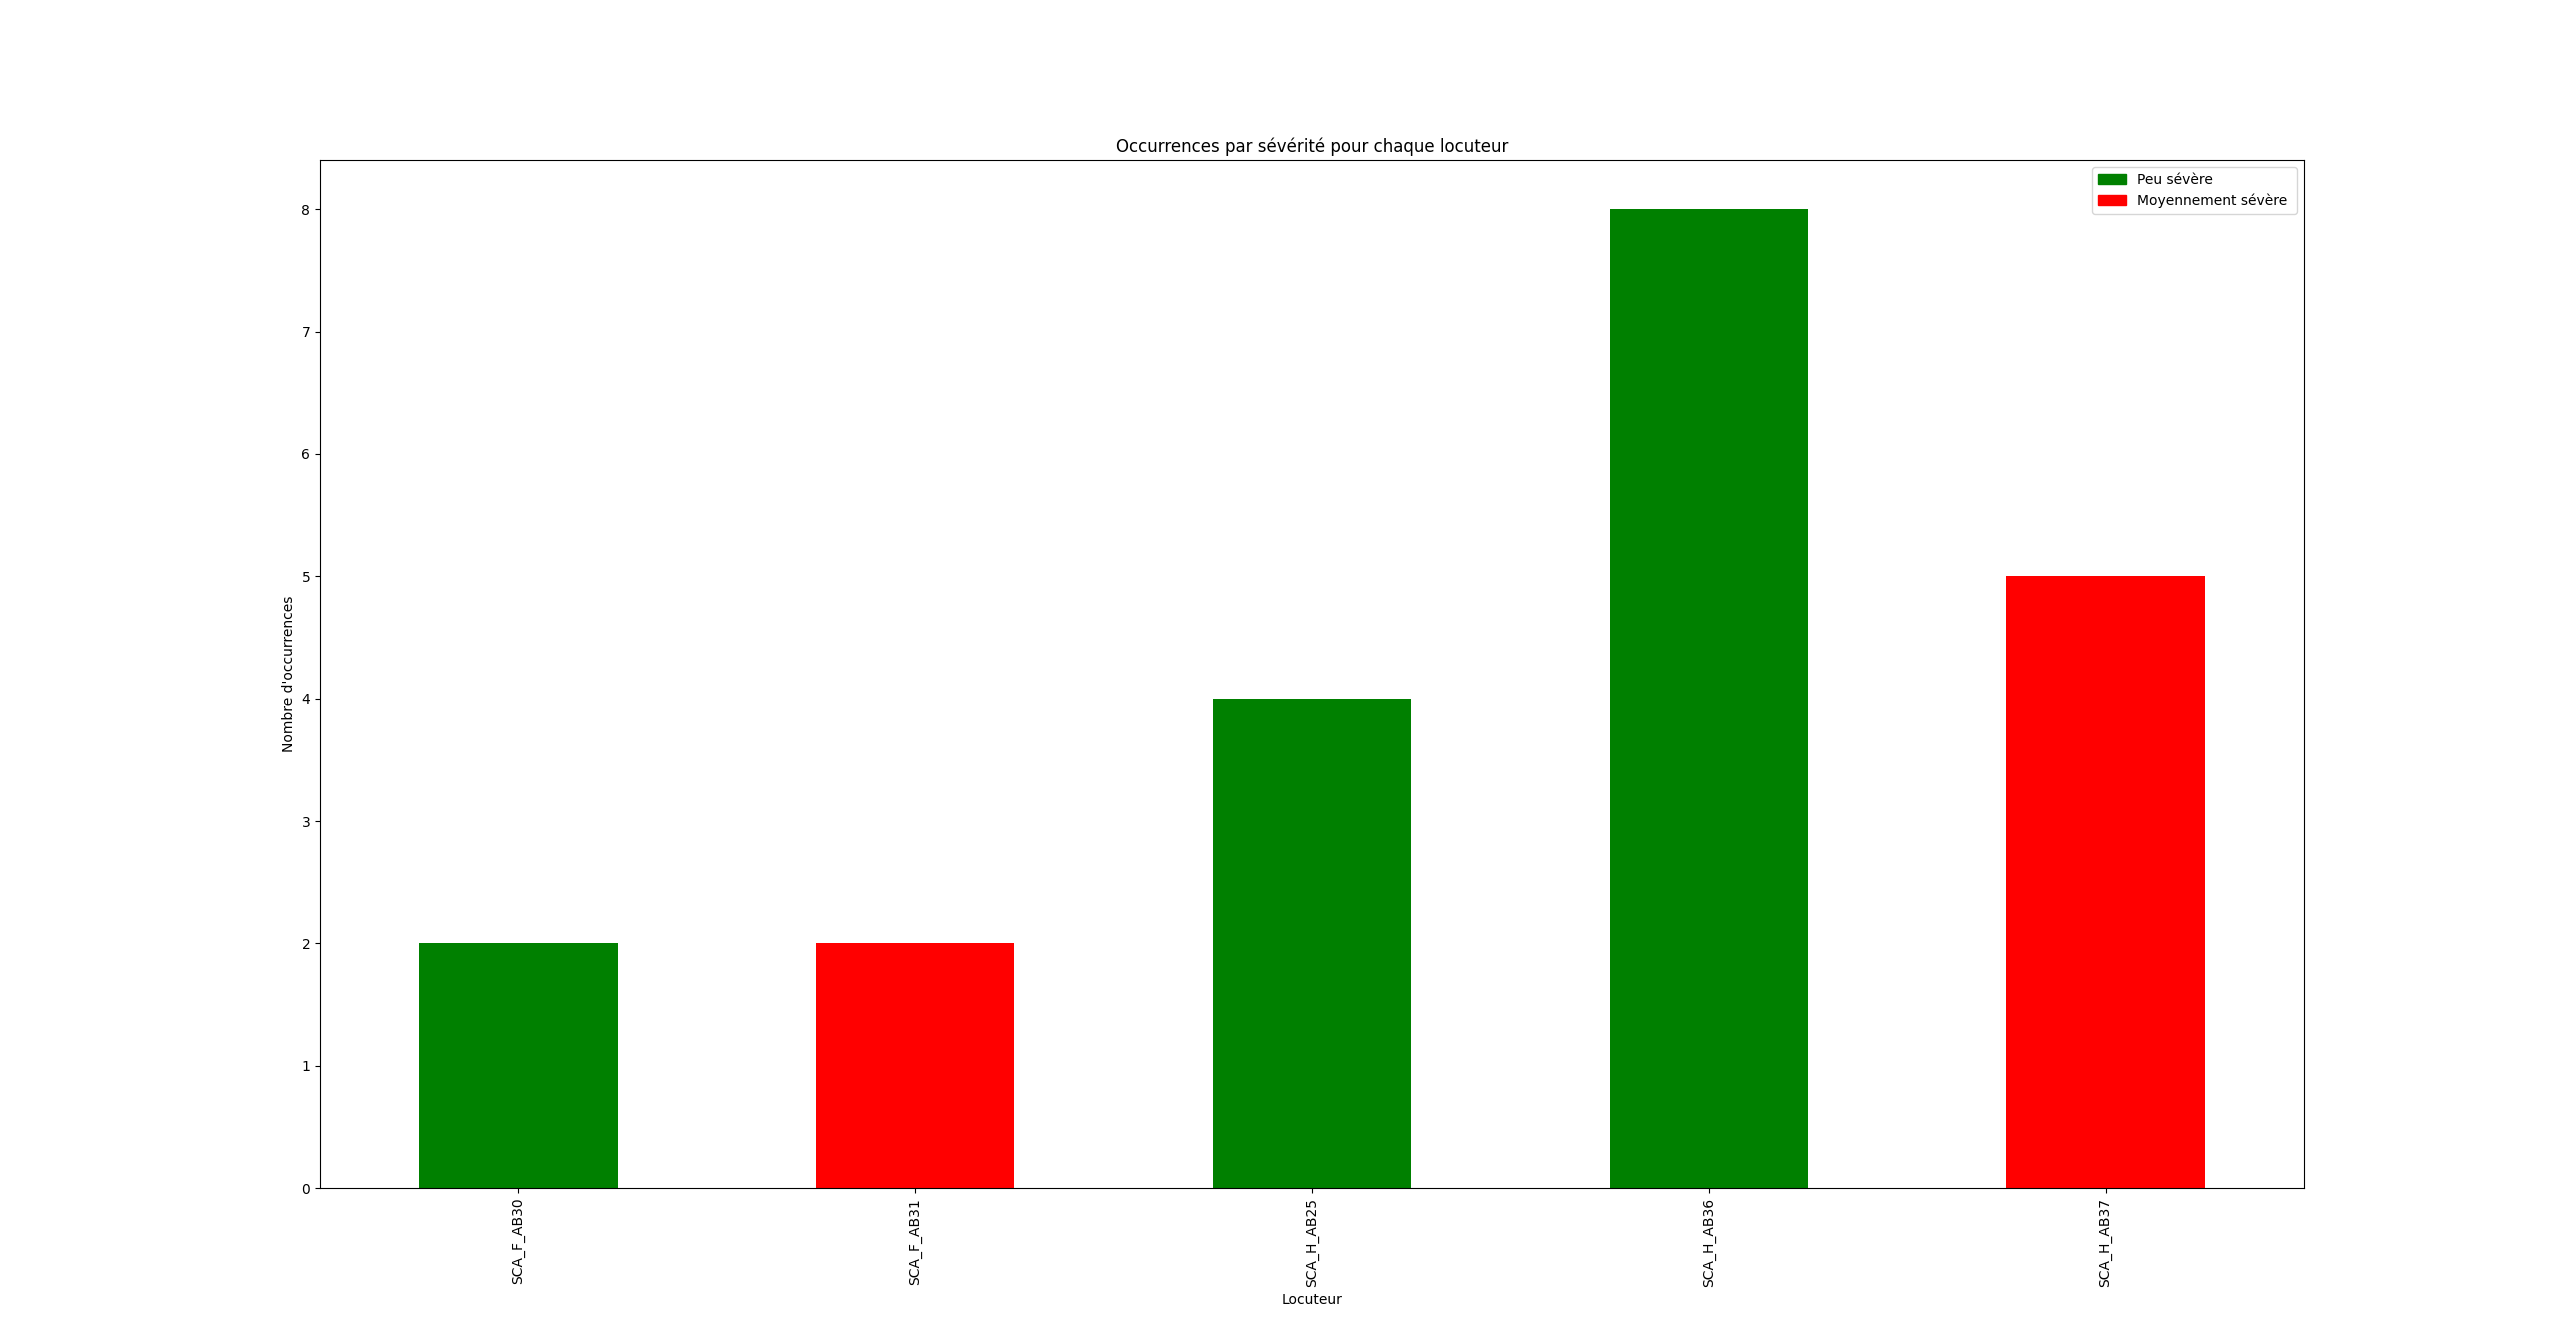 Occurrences par sévérité pour chaque locuteur
Peu sévère
Moyennement sévère
Nombre d'occurrences
8
7
6
5
4
3
2
1
0
SCA_F_AB30
SCA_F_AB31
SCA_H_AB25
SCA_H_AB36
SCA_H_AB37
Locuteur